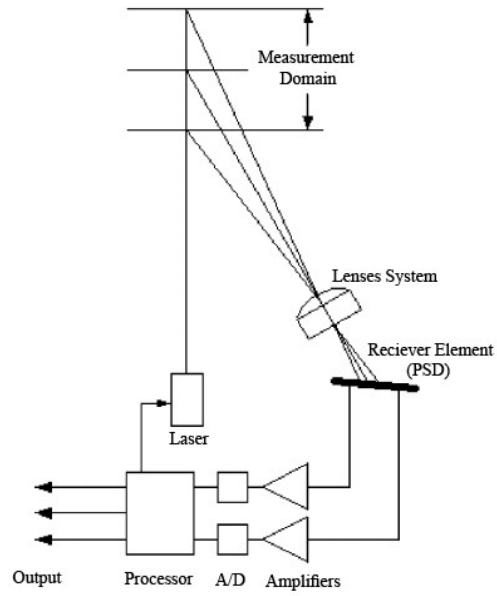 Measurement
Domain
Lenses System
Reciever Element
(PSD)
Laser
Output
Processor
A/D
Amplifiers